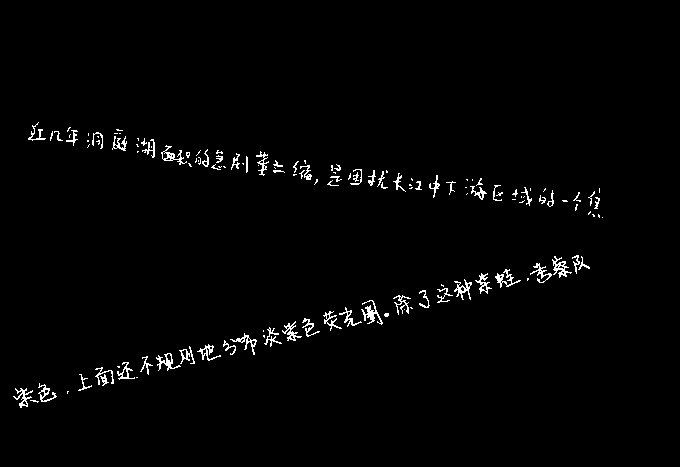 近几年洞庭湖面积的急剧萎缩,是困扰长江中下游区域的一个焦
紫色,上面还不规则地分布淡紫色荧光圈。除了这种紫蛙,考察队